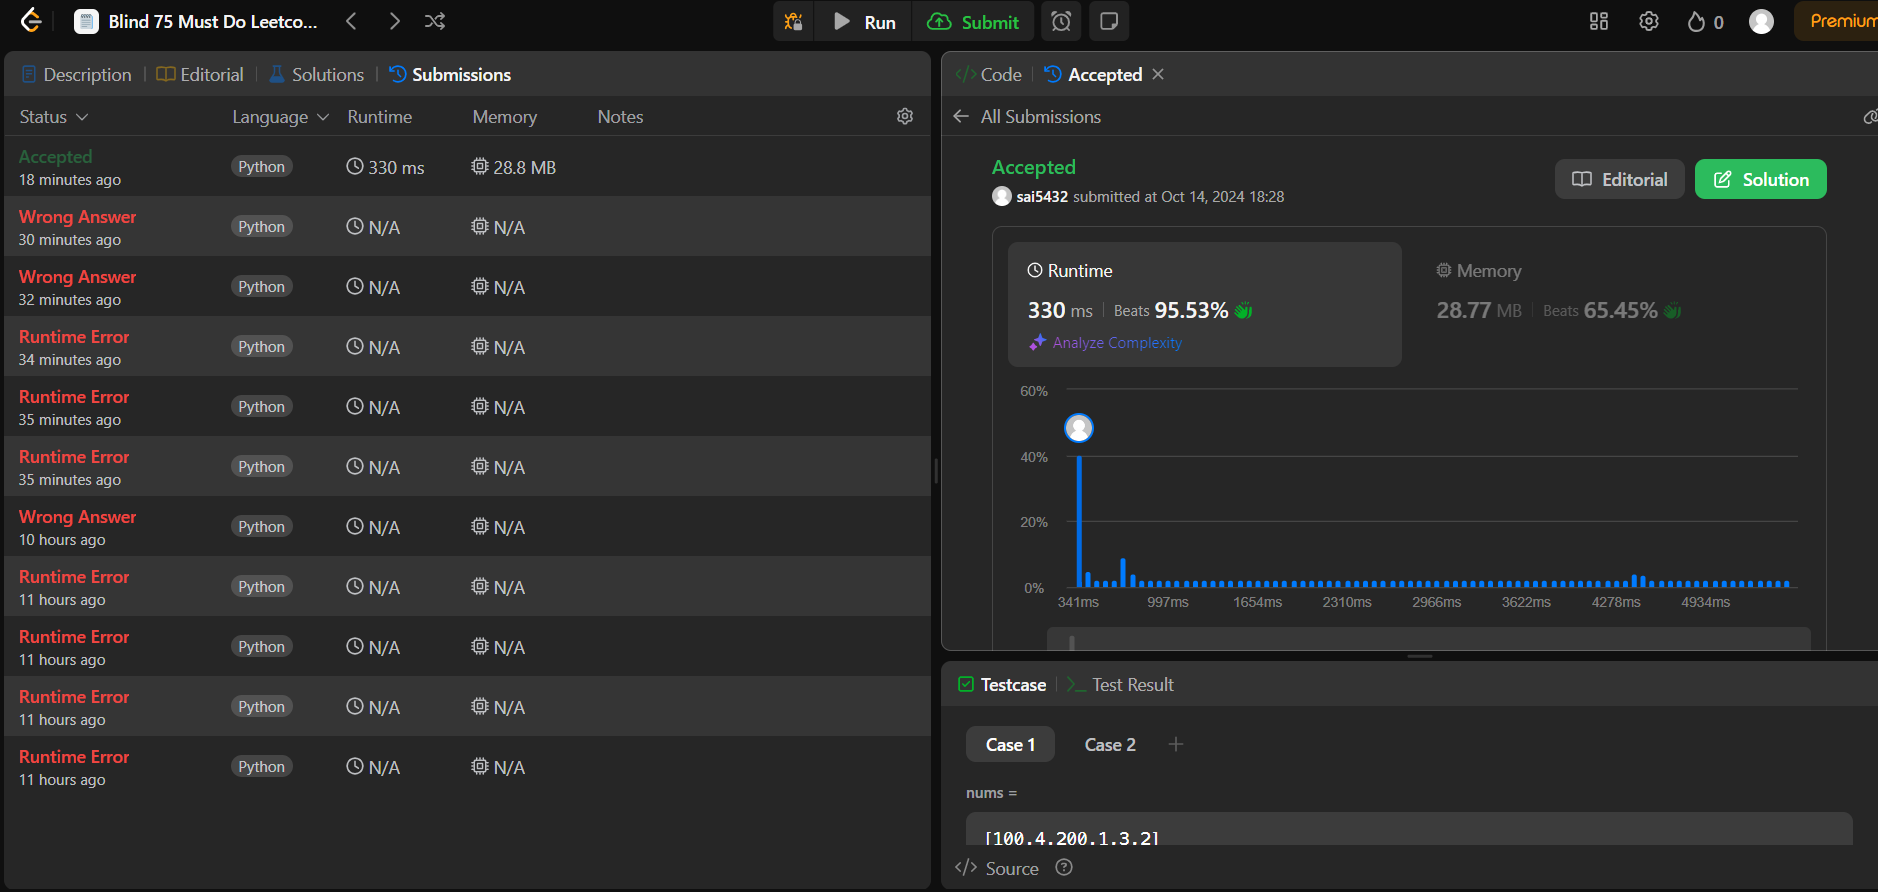 Blind 75 Must Do Leetco...
Run
Submit
0
Premium
Description
Editorial
Solutions
Submissions
Status
Language
Runtime
Memory
Notes
Accepted
18 minutes ago
Python
330 ms
28.8 MB
Wrong Answer
30 minutes ago
Python
N/A
N/A
Wrong Answer
32 minutes ago
Python
N/A
N/A
Runtime Error
34 minutes ago
Python
N/A
N/A
Runtime Error
35 minutes ago
Python
N/A
N/A
Runtime Error
35 minutes ago
Python
N/A
N/A
Wrong Answer
10 hours ago
Python
N/A
N/A
Runtime Error
11 hours ago
Python
N/A
N/A
Runtime Error
11 hours ago
Python
N/A
N/A
Runtime Error
11 hours ago
Python
N/A
N/A
Runtime Error
11 hours ago
Python
N/A
N/A
</> Code
Accepted
All Submissions
Accepted
sai5432 submitted at Oct 14, 2024 18:28
Editorial
Solution
Runtime
330 ms | Beats 95.53%
Analyze Complexity
Memory
28.77 MB | Beats 65.45%
60%
40%
20%
0%
341ms
997ms
1654ms
2310ms
2966ms
3622ms
4278ms
4934ms
Testcase
>_ Test Result
Case 1
Case 2
+
nums =
[100,4,200,1,3,2]
</> Source ?